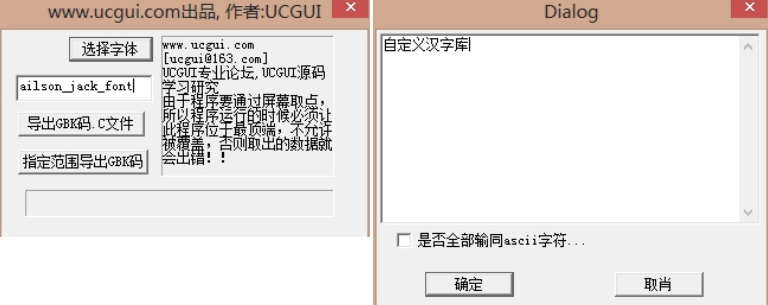 www.ucgui.com出品, 作者:UCGUI
选择字体
ailson_jack_font
导出GBK码.C文件
指定范围导出GBK码
www.ucgui.com
[ucgui@163.com]
UCGUI专业论坛,UCGUI源码
学习研究
由于程序要通过屏幕取点,
所以程序运行的时候必须让
此程序位于最顶端，不允许
被覆盖，否则取出的数据就
会出错！！
Dialog
自定义汉字库
是否全部输同ascii字符...
确定
取肖